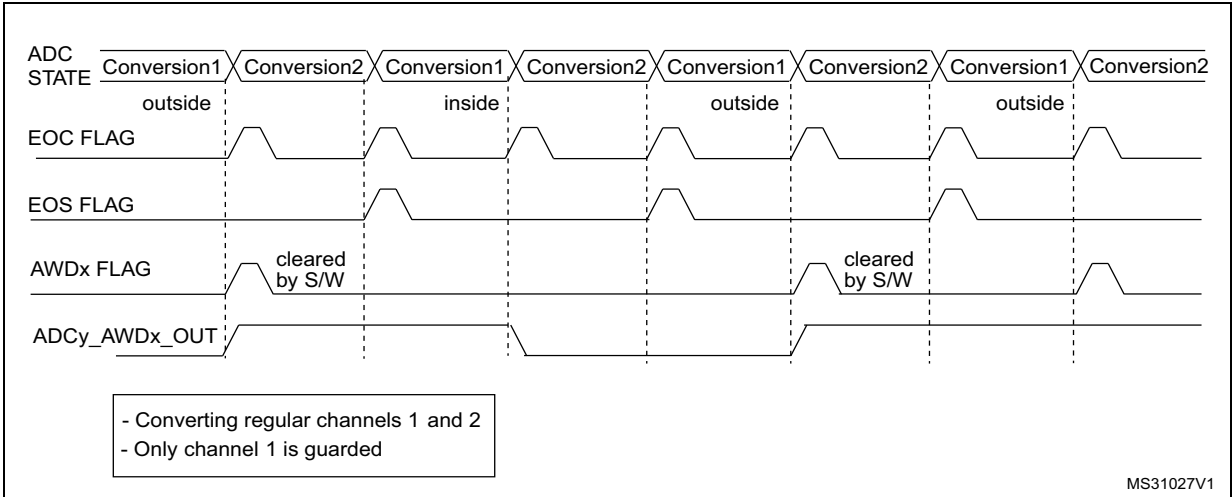 ADC
STATE
Conversion1 Conversion2 Conversion1 Conversion2 Conversion1 Conversion2 Conversion1 Conversion2
outside inside outside outside
EOC FLAG
EOS FLAG
AWDx FLAG
cleared
by S/W
cleared
by S/W
ADCy_AWDx_OUT
- Converting regular channels 1 and 2
- Only channel 1 is guarded
MS31027V1